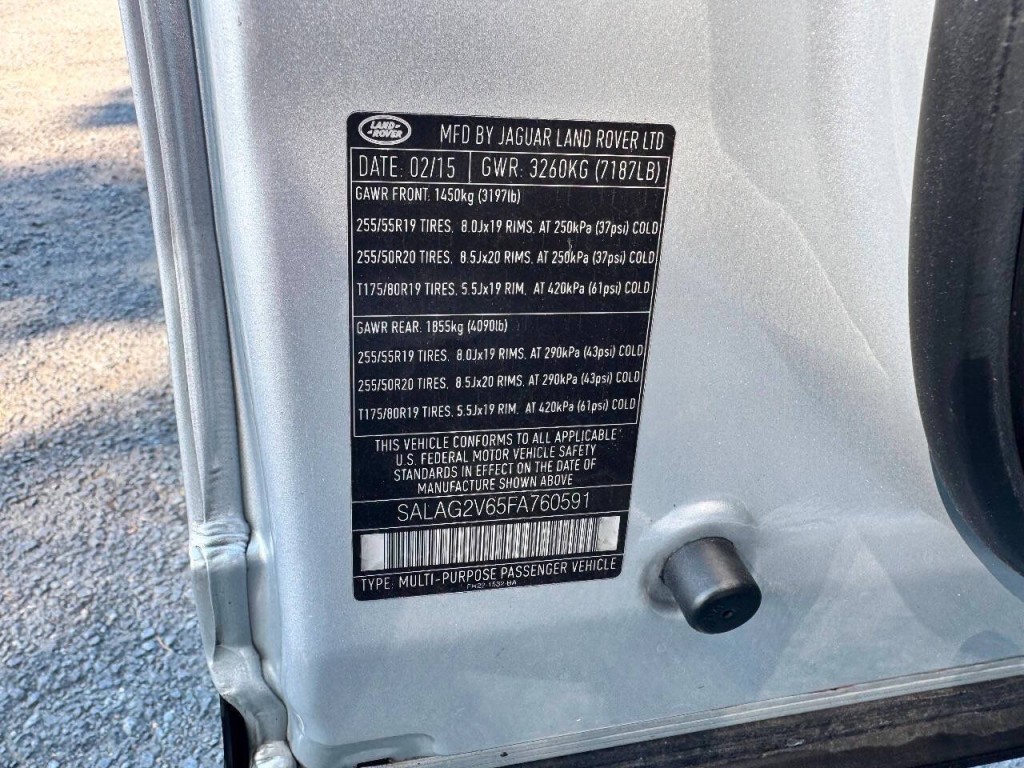 LAND-
-ROVER
MFD BY JAGUAR LAND ROVER LTD
DATE: 02/15 GWR: 3260KG (7187LB)
GAWR FRONT: 1450kg (3197lb)
255/55R19 TIRES, 8.0Jx19 RIMS, AT 250kPa (37psi) COLD
255/50R20 TIRES, 8.5Jx20 RIMS, AT 250kPa (37psi) COLD
T175/80R19 TIRES, 5.5Jx19 RIM, AT 420kPa (61psi) COLD
GAWR REAR: 1855kg (4090lb)
255/55R19 TIRES, 8.0Jx19 RIMS, AT 290kPa (43psi) COLD
255/50R20 TIRES, 8.5Jx20 RIMS, AT 290kPa (43psi) COLD
T175/80R19 TIRES, 5.5Jx19 RIM, AT 420kPa (61psi) COLD
THIS VEHICLE CONFORMS TO ALL APPLICABLE
U.S. FEDERAL MOTOR VEHICLE SAFETY
STANDARDS IN EFFECT ON THE DATE OF
MANUFACTURE SHOWN ABOVE
SALAG2V65FA760591
TYPE: MULTI-PURPOSE PASSENGER VEHICLE